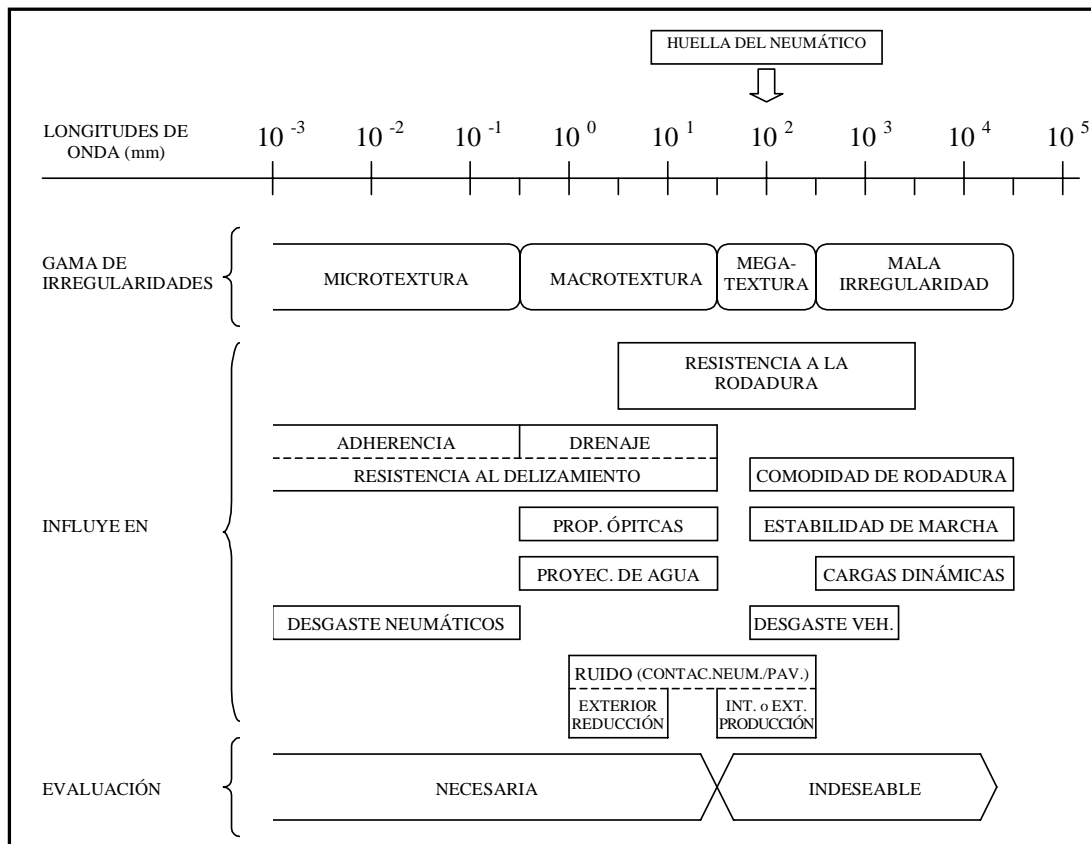 HUELLA DEL NEUMÁTICO
LONGITUDES DE
ONDA (mm)
10 -3 10 -2 10 -1 10 0 10 1 10 2 10 3 10 4 10 5
GAMA DE
IRREGULARIDADES
MICROTEXTURA
MACROTEXTURA
MEGA-
TEXTURA
MALA
IRREGULARIDAD
INFLUYE EN
RESISTENCIA A LA
RODADURA
ADHERENCIA
DRENAJE
RESISTENCIA AL DELIZAMIENTO
COMODIDAD DE RODADURA
PROP. ÓPITCAS
ESTABILIDAD DE MARCHA
PROYEC. DE AGUA
CARGAS DINÁMICAS
DESGASTE NEUMÁTICOS
DESGASTE VEH.
RUIDO (CONTAC.NEUM./PAV.)
EXTERIOR
REDUCCIÓN
INT. o EXT.
PRODUCCIÓN
EVALUACIÓN
NECESARIA
INDESEABLE